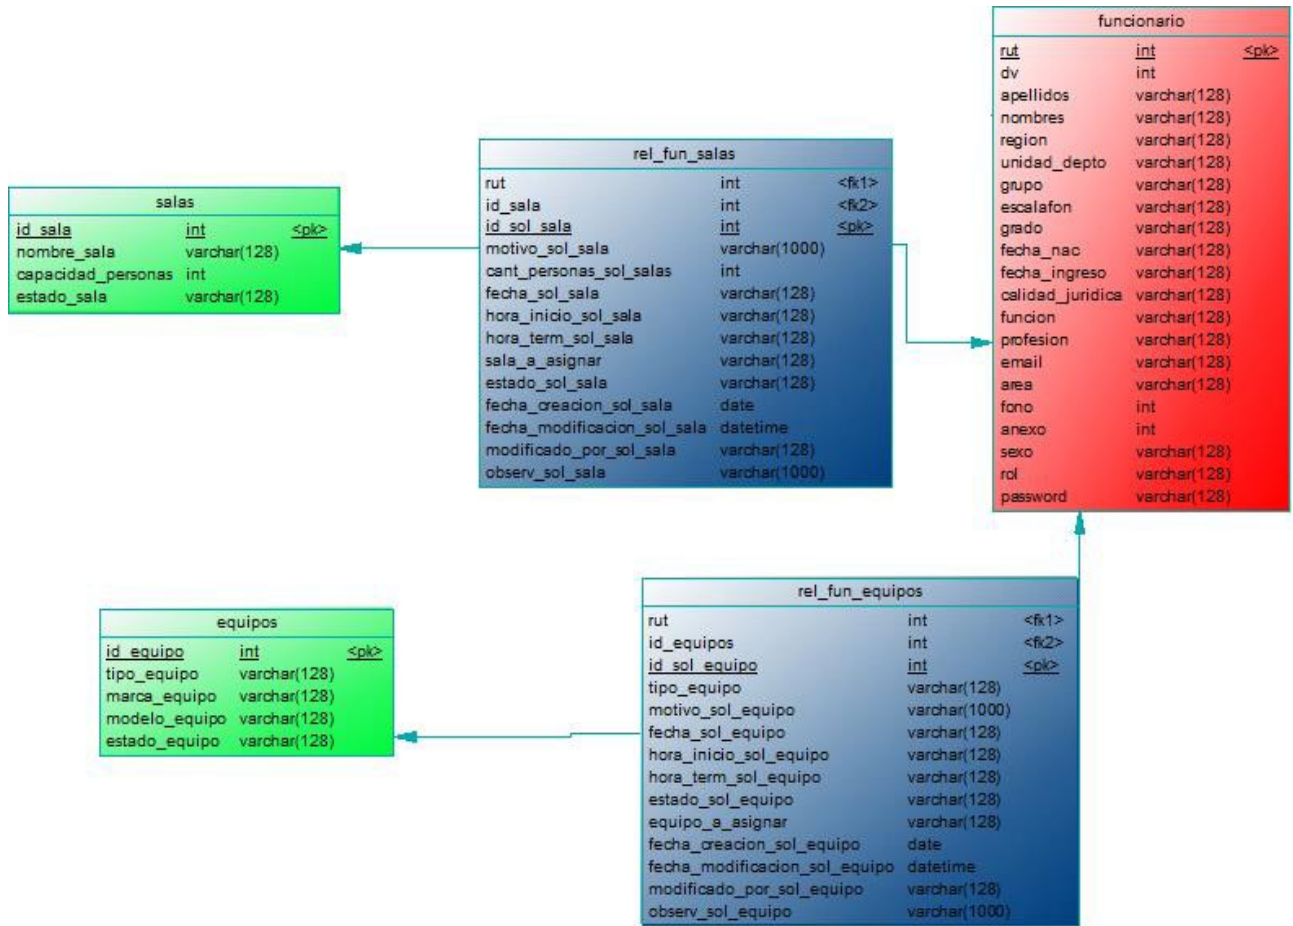 funcionario
rut int <pk>
dv int
apellidos varchar(128)
nombres varchar(128)
region varchar(128)
unidad_depto varchar(128)
grupo varchar(128)
escalafon varchar(128)
grado varchar(128)
fecha_nac varchar(128)
fecha_ingreso varchar(128)
calidad_juridica varchar(128)
funcion varchar(128)
profesion varchar(128)
email varchar(128)
area varchar(128)
fono int
anexo int
sexo varchar(128)
rol varchar(128)
password varchar(128)
rel_fun_salas
rut int <fk1>
id_sala int <fk2>
id_sol_sala int <pk>
motivo_sol_sala varchar(1000)
cant_personas_sol_salas int
fecha_sol_sala varchar(128)
hora_inicio_sol_sala varchar(128)
hora_term_sol_sala varchar(128)
sala_a_asignar varchar(128)
estado_sol_sala varchar(128)
fecha_creacion_sol_sala date
fecha_modificacion_sol_sala datetime
modificado_por_sol_sala varchar(128)
observ_sol_sala varchar(1000)
salas
id_sala int <pk>
nombre_sala varchar(128)
capacidad_personas int
estado_sala varchar(128)
equipos
id_equipo int <pk>
tipo_equipo varchar(128)
marca_equipo varchar(128)
modelo_equipo varchar(128)
estado_equipo varchar(128)
rel_fun_equipos
rut int <fk1>
id_equipos int <fk2>
id_sol_equipo int <pk>
tipo_equipo varchar(128)
motivo_sol_equipo varchar(1000)
fecha_sol_equipo varchar(128)
hora_inicio_sol_equipo varchar(128)
hora_term_sol_equipo varchar(128)
estado_sol_equipo varchar(128)
equipo_a_asignar varchar(128)
fecha_creacion_sol_equipo date
fecha_modificacion_sol_equipo datetime
modificado_por_sol_equipo varchar(128)
observ_sol_equipo varchar(1000)